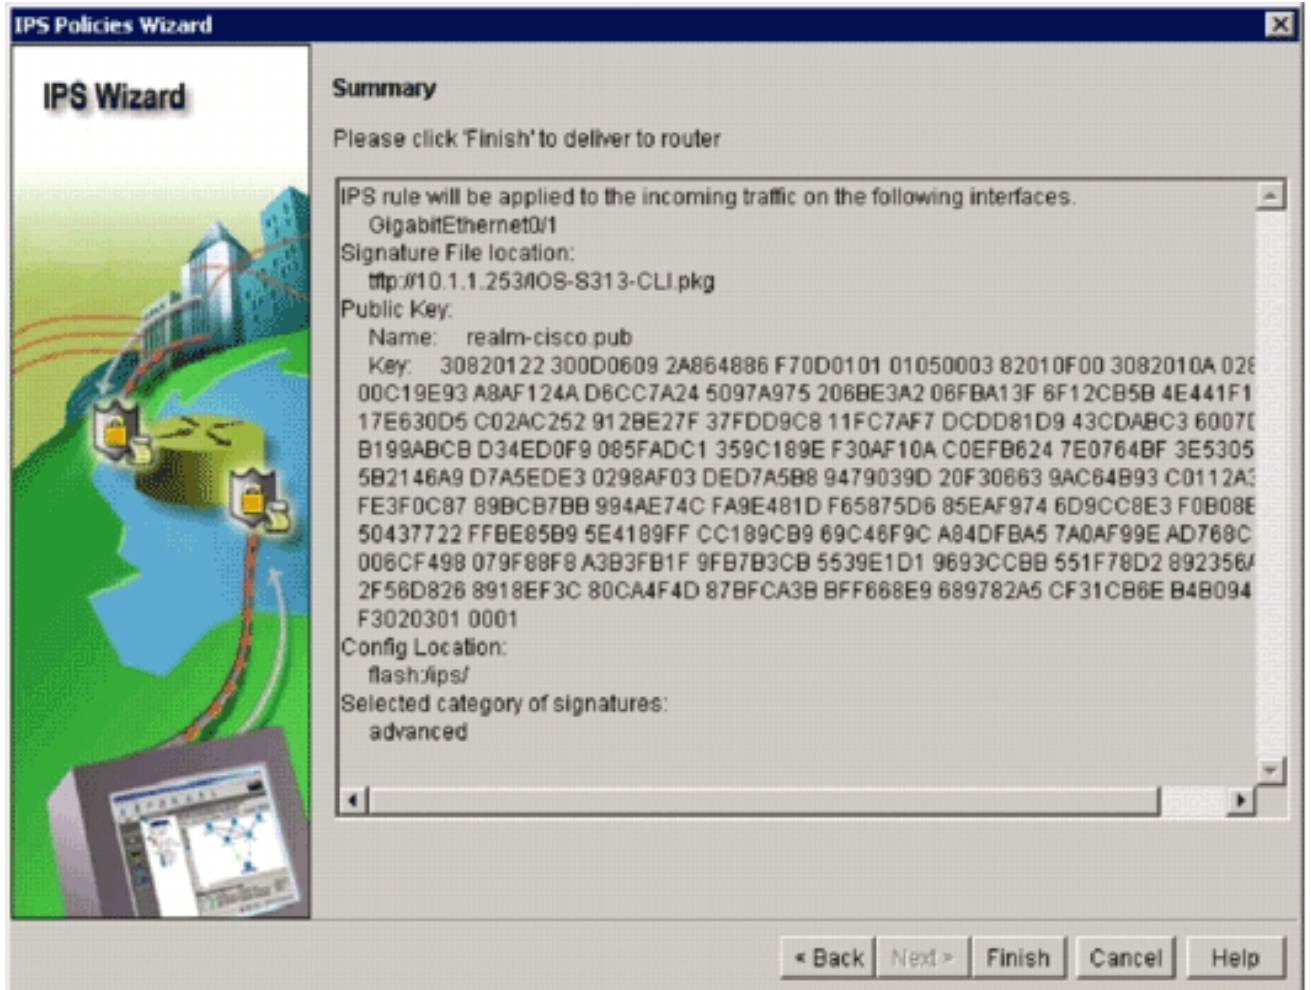 IPS Policies Wizard
IPS Wizard
Summary
Please click 'Finish' to deliver to router
IPS rule will be applied to the incoming traffic on the following interfaces.
GigabitEthernet0/1
Signature File location:
tftp://10.1.1.253/IOS-S313-CLI.pkg
Public Key:
Name: realm-cisco.pub
Key: 30820122 300D0609 2A864886 F70D0101 01050003 82010F00 3082010A 028
00C19E93 A8AF124A D6CC7A24 5097A975 206BE3A2 06FBA13F 6F12CB5B 4E441F1
17E630D5 C02AC252 912BE27F 37FDD9C8 11FC7AF7 DCDD81D9 43CDABC3 6007D
B199ABCB D34ED0F9 085FADC1 359C189E F30AF10A C0EFB624 7E0764BF 3E5305
5B2146A9 D7A5EDE3 0298AF03 DED7A5B8 9479039D 20F30663 9AC64B93 C0112A3
FE3F0C87 89BCB7BB 994AE74C FA9E481D F65875D6 85EAF974 6D9CC8E3 F0B08E
50437722 FFBE85B9 5E4189FF CC189CB9 69C46F9C A84DFBA5 7A0AF99E AD768C
006CF498 079F88F8 A3B3FB1F 9FB7B3CB 5539E1D1 9693CCBB 551F78D2 892356A
2F56D826 8918EF3C 80CA4F4D 87BFCA3B BFF668E9 689782A5 CF31CB6E B4B094
F3020301 0001
Config Location:
flash:/ips/
Selected category of signatures:
advanced
< Back Next > Finish Cancel Help